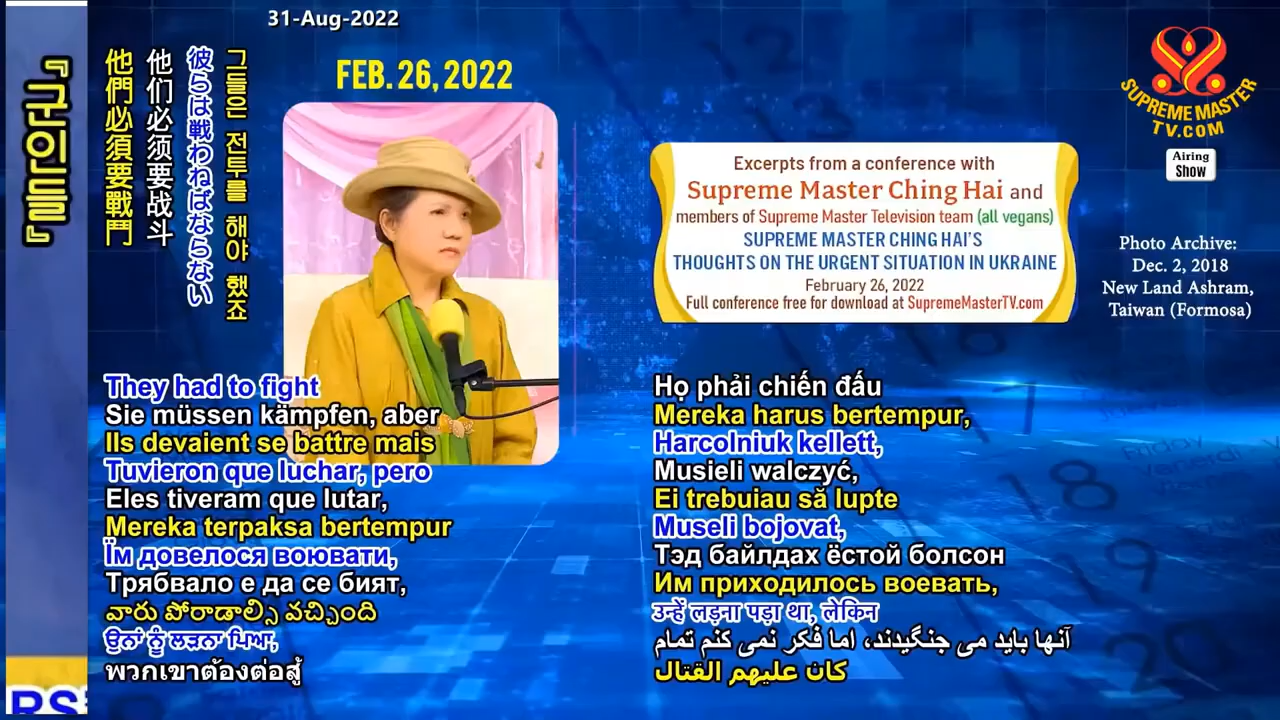 31-Aug-2022
FEB. 26, 2022
그들은 전투를 해야 했죠
彼らは戦わねばならない
他们必须要战斗
他們必須要戰鬥
SUPREME MASTER
TV.COM
Airing
Show
Excerpts from a conference with
Supreme Master Ching Hai and
members of Supreme Master Television team (all vegans)
SUPREME MASTER CHING HAI'S
THOUGHTS ON THE URGENT SITUATION IN UKRAINE
February 26, 2022
Full conference free for download at SupremeMasterTV.com
Photo Archive:
Dec. 2, 2018
New Land Ashram,
Taiwan (Formosa)
They had to fight
Sie müssen kämpfen, aber
Ils devaient se battre mais
Tuvieron que luchar, pero
Eles tiveram que lutar,
Mereka terpaksa bertempur
Їм довелося воювати,
Трябвало е да се бият,
వారు పోరాడాల్సి వచ్చింది
ਉਨਾਂ ਨੂੰ ਲੜਨਾ ਪਿਆ,
พวกเขาต้องต่อสู้
Họ phải chiến đấu
Mereka harus bertempur,
Harcolniuk kellett,
Musieli walczyć,
Ei trebuiau să lupte
Museli bojovat,
Тэд байлдах ёстой болсон
Им приходилось воевать,
उन्हें लड़ना पड़ा था, लेकिन
آنها باید می جنگیدند، اما فکر نمی کنم تمام
كان عليهم القتال
17
18
19
20